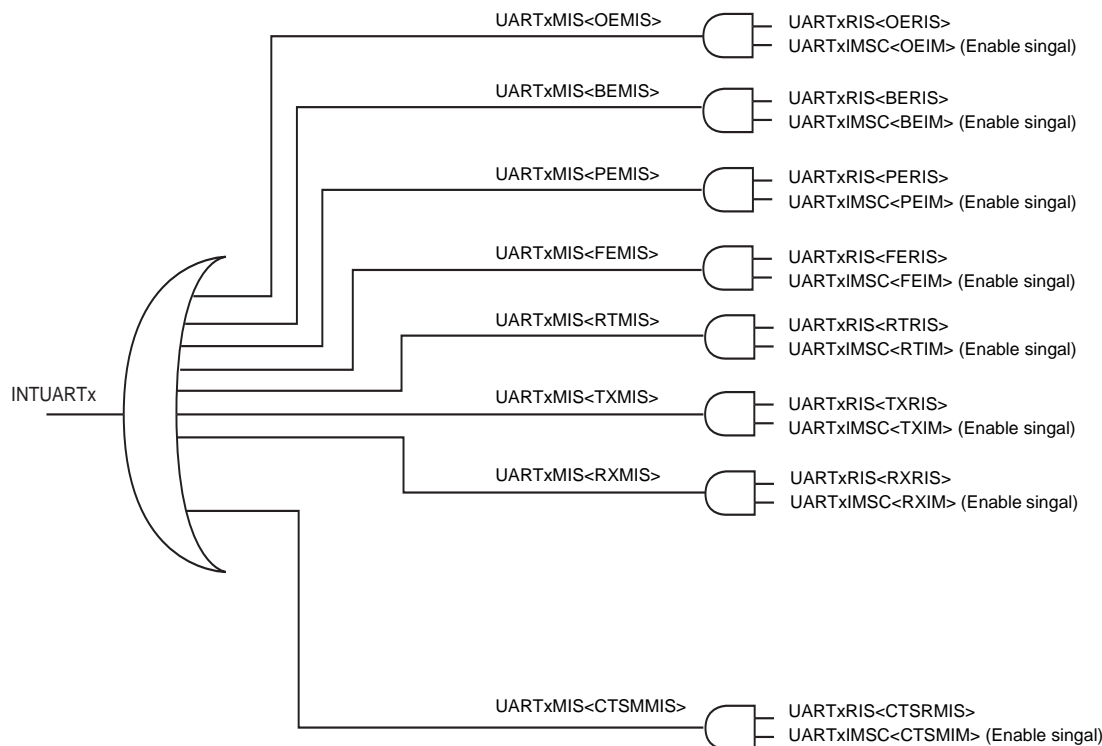 UARTxMIS<OEMIS>
UARTxRIS<OERIS>
UARTxIMSC<OEIM> (Enable singal)
UARTxMIS<BEMIS>
UARTxRIS<BERIS>
UARTxIMSC<BEIM> (Enable singal)
UARTxMIS<PEMIS>
UARTxRIS<PERIS>
UARTxIMSC<PEIM> (Enable singal)
UARTxMIS<FEMIS>
UARTxRIS<FERIS>
UARTxIMSC<FEIM> (Enable singal)
UARTxMIS<RTMIS>
UARTxRIS<RTRIS>
UARTxIMSC<RTIM> (Enable singal)
INTUARTx
UARTxMIS<TXMIS>
UARTxRIS<TXRIS>
UARTxIMSC<TXIM> (Enable singal)
UARTxMIS<RXMIS>
UARTxRIS<RXRIS>
UARTxIMSC<RXIM> (Enable singal)
UARTxMIS<CTSMMIS>
UARTxRIS<CTSRMIS>
UARTxIMSC<CTSMIM> (Enable singal)